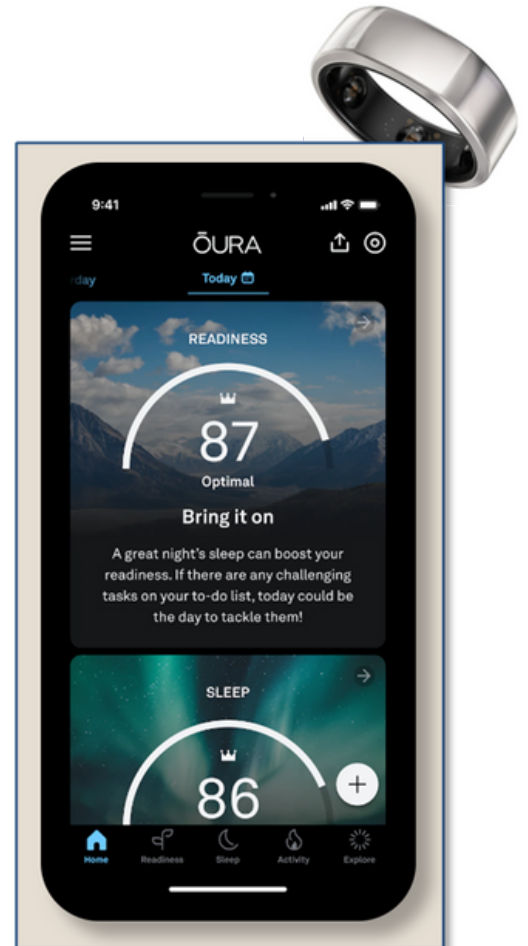 9:41
ŌURA
rday
Today
READINESS
87
Optimal
Bring it on
A great night's sleep can boost your
readiness. If there are any challenging
tasks on your to-do list, today could be
the day to tackle them!
SLEEP
86
Home Readiness Sleep Activity Explore